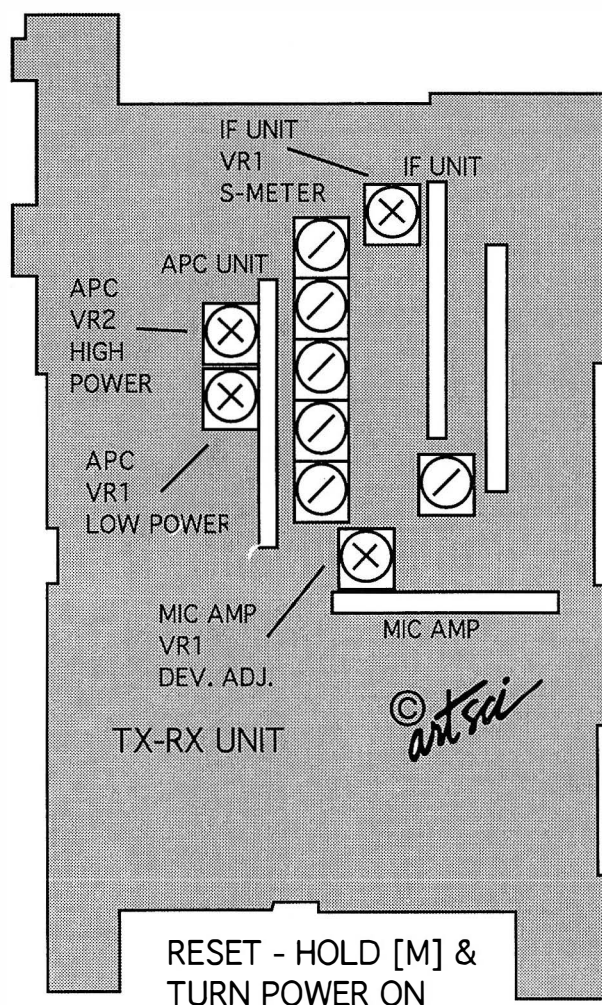 IF UNIT
VR1
S-METER
IF UNIT
APC UNIT
APC
VR2
HIGH
POWER
APC
VR1
LOW POWER
MIC AMP
VR1
DEV. ADJ.
MIC AMP
© artsci
TX-RX UNIT
RESET - HOLD [M] &
TURN POWER ON